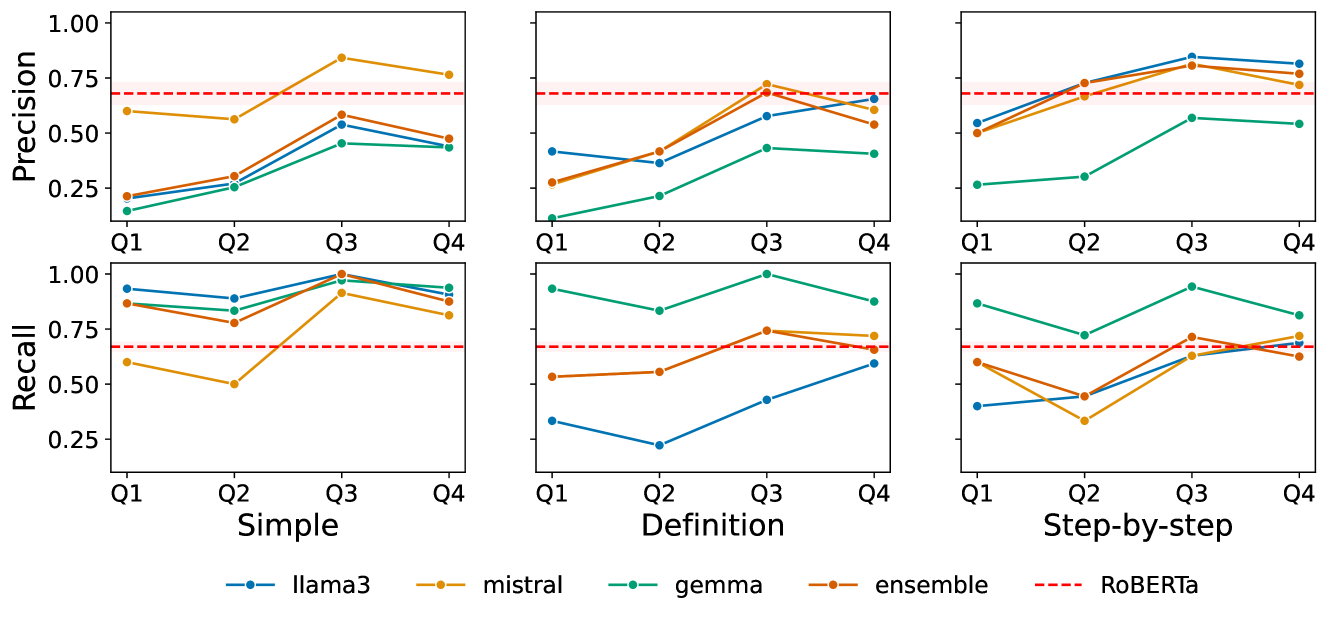 Precision
1.00
0.75
0.50
0.25
Q1 Q2 Q3 Q4
Q1 Q2 Q3 Q4
Q1 Q2 Q3 Q4
Recall
1.00
0.75
0.50
0.25
Q1 Q2 Q3 Q4
Q1 Q2 Q3 Q4
Q1 Q2 Q3 Q4
Simple
Definition
Step-by-step
llama3 mistral gemma ensemble RoBERTa